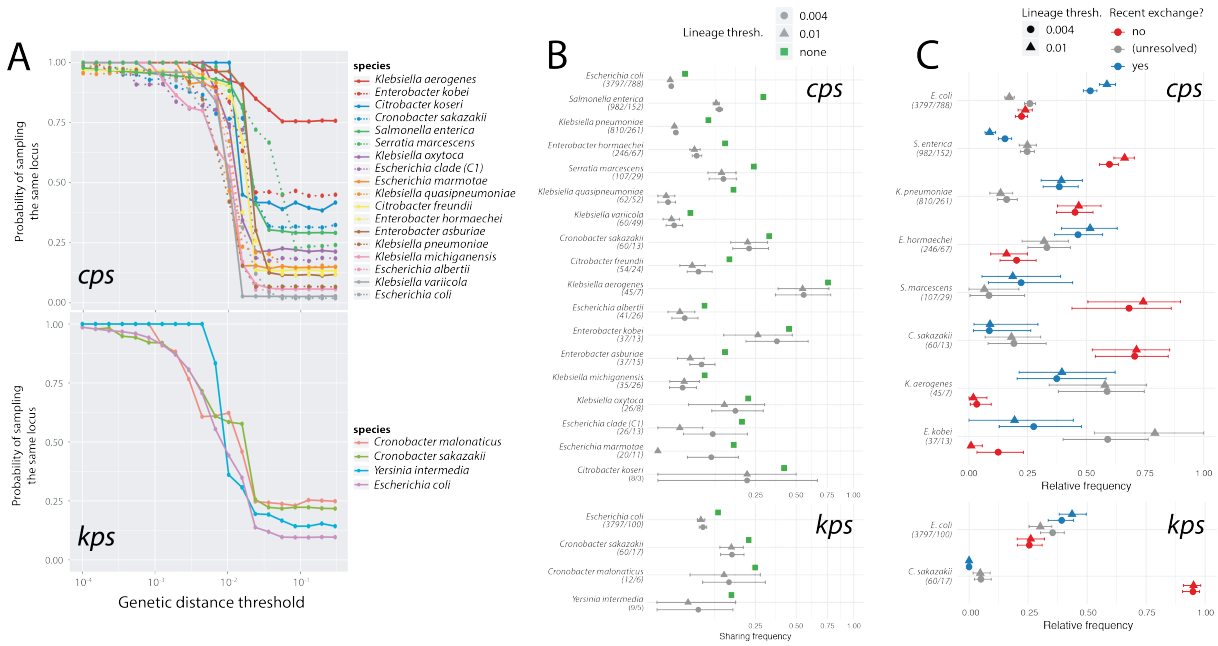 A
Probability of sampling
the same locus
1.00
0.75
0.50
0.25
0.00
cps
species
Klebsiella aerogenes
Enterobacter kobei
Citrobacter koseri
Cronobacter sakazakii
Salmonella enterica
Serratia marcescens
Klebsiella oxytoca
Escherichia clade (C1)
Escherichia marmotae
Klebsiella quasipneumoniae
Citrobacter freundii
Enterobacter hormaechei
Enterobacter asburiae
Klebsiella pneumoniae
Klebsiella michiganensis
Escherichia albertii
Klebsiella variicola
Escherichia coli
Probability of sampling
the same locus
1.00
0.75
0.50
0.25
0.00
kps
species
Cronobacter malonaticus
Cronobacter sakazakii
Yersinia intermedia
Escherichia coli
10-4 10-3 10-2 10-1
Genetic distance threshold
B
Lineage thresh.
0.004
0.01
none
cps
Escherichia coli
(3797/788)
Salmonella enterica
(982/152)
Klebsiella pneumoniae
(810/261)
Enterobacter hormaechei
(246/67)
Serratia marcescens
(107/29)
Klebsiella quasipneumoniae
(62/52)
Klebsiella varicola
(60/49)
Cronobacter sakazakii
(60/13)
Citrobacter freundii
(54/24)
Klebsiella aerogenes
(45/7)
Escherichia albertii
(41/26)
Enterobacter kobei
(37/13)
Enterobacter asburiae
(37/15)
Klebsiella michiganensis
(35/26)
Klebsiella oxytoca
(26/8)
Escherichia clade (C1)
(26/13)
Escherichia marmotae
(20/11)
Citrobacter koseri
(8/3)
0.25 0.50 0.75 1.00
kps
Escherichia coli
(3797/100)
Cronobacter sakazakii
(60/17)
Cronobacter malonaticus
(12/6)
Yersinia intermedia
(9/5)
0.25 0.50 0.75 1.00
Sharing frequency
C
Lineage thresh.
0.004
0.01
Recent exchange?
no
(unresolved)
yes
cps
E. coli
(3797/788)
S. enterica
(982/152)
K. pneumoniae
(810/261)
E. hormaechei
(246/67)
S. marcescens
(107/29)
C. sakazakii
(60/13)
K. aerogenes
(45/7)
E. kobei
(37/13)
0.00 0.25 0.50 0.75 1.00
Relative frequency
kps
E. coli
(3797/100)
C. sakazakii
(60/17)
0.00 0.25 0.50 0.75 1.00
Relative frequency